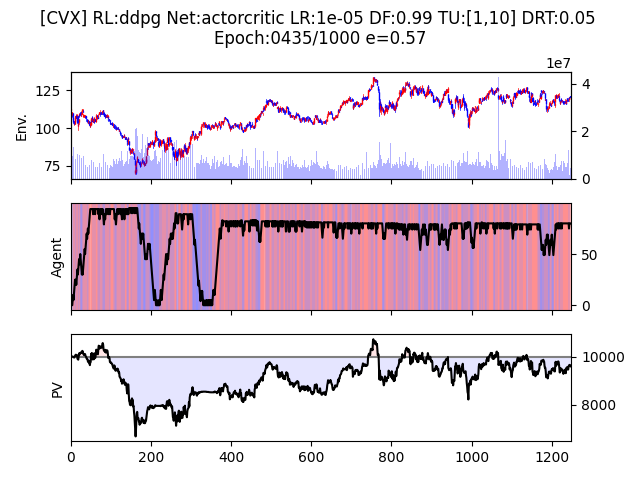 [CVX] RL:ddpg Net:actorcritic LR:1e-05 DF:0.99 TU:[1,10] DRT:0.05
Epoch:0435/1000 e=0.57
1e7
125
100
75
Env.
4
2
0
Agent
50
0
PV
10000
8000
0 200 400 600 800 1000 1200